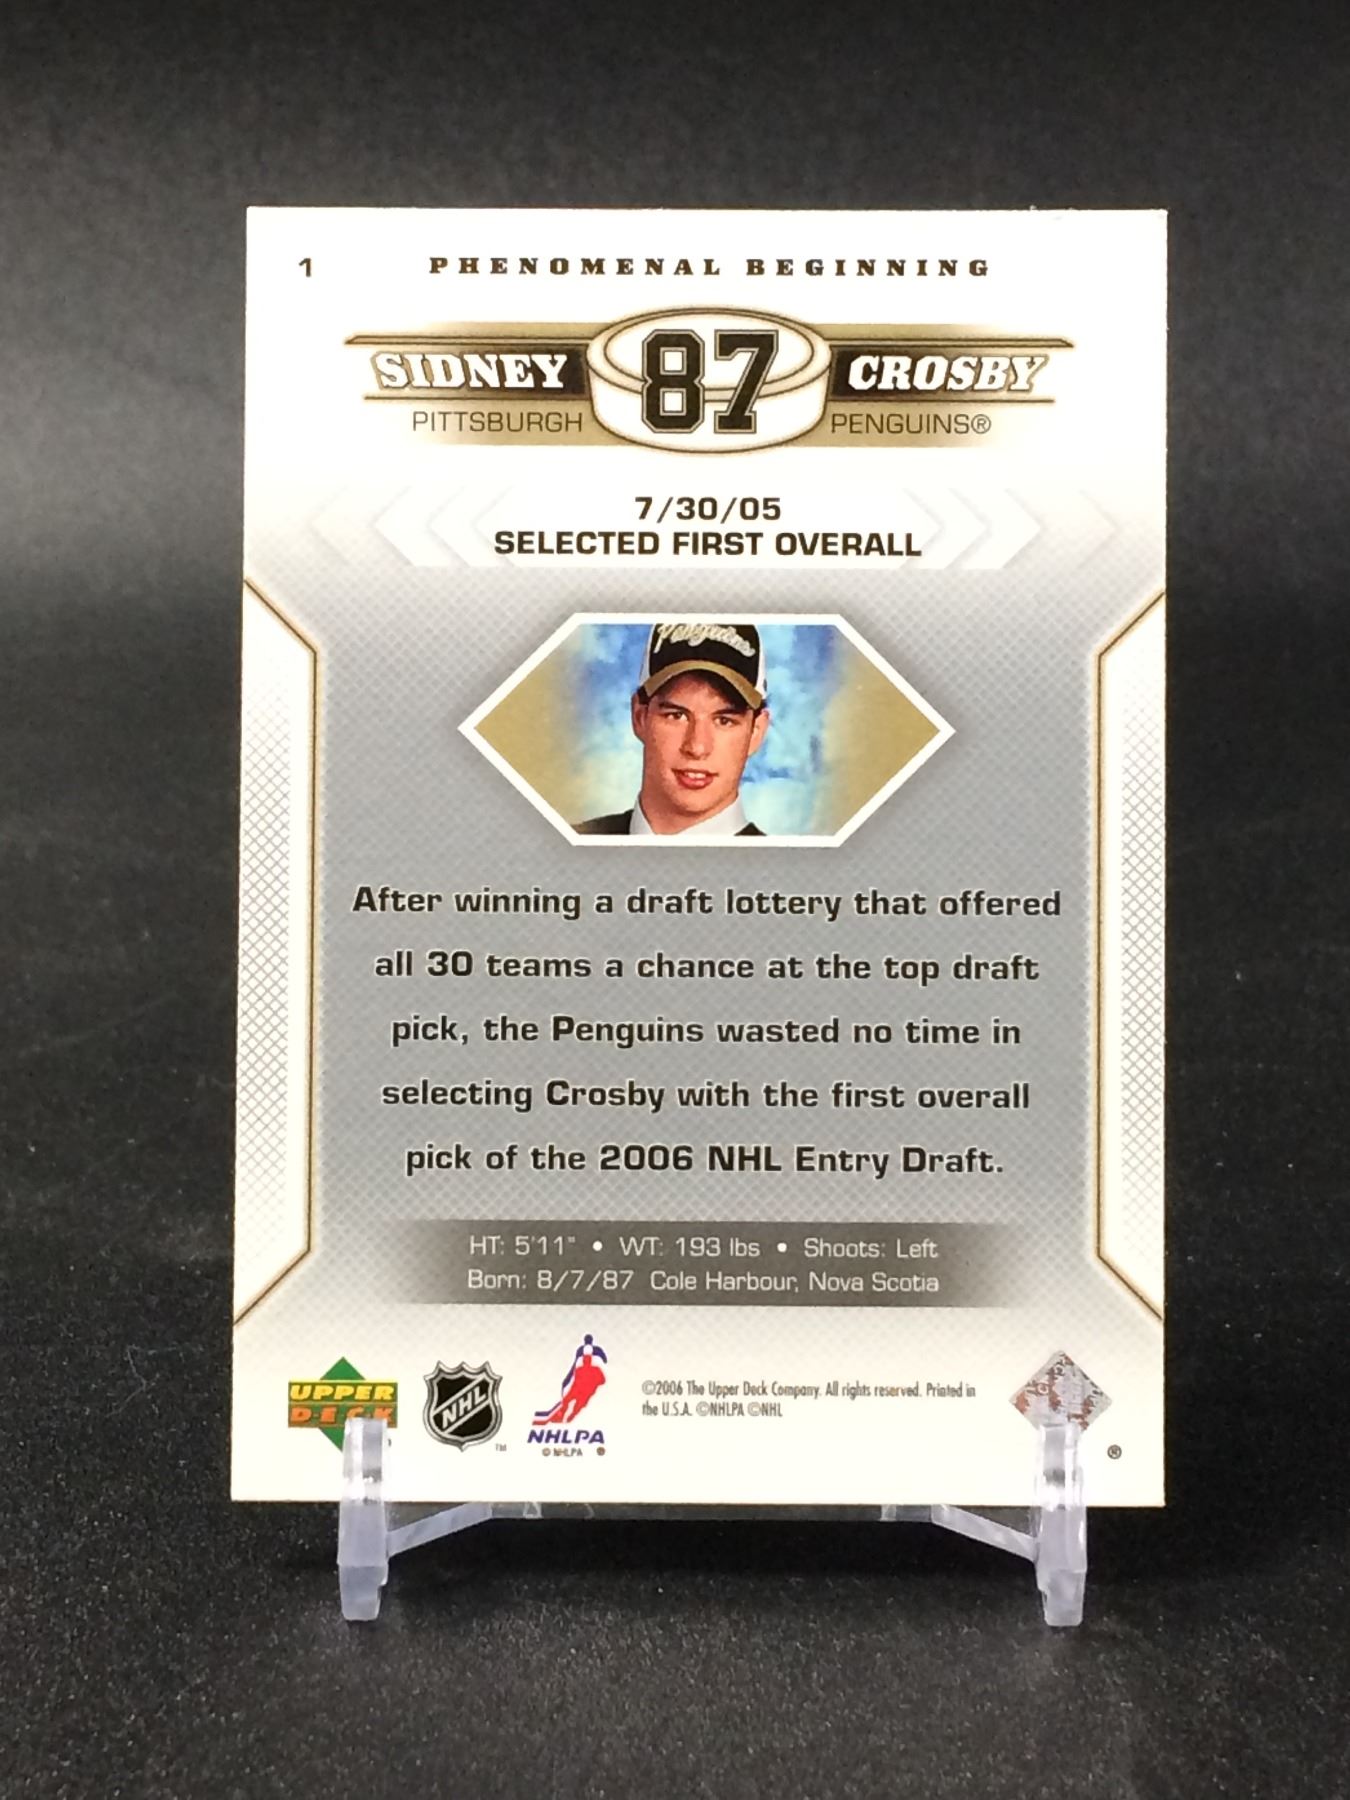 1 PHENOMENAL BEGINNING
SIDNEY 87 CROSBY
PITTSBURGH PENGUINS®
7/30/05
SELECTED FIRST OVERALL
Penguins
After winning a draft lottery that offered
all 30 teams a chance at the top draft
pick, the Penguins wasted no time in
selecting Crosby with the first overall
pick of the 2006 NHL Entry Draft.
HT: 5'11" • WT: 193 lbs • Shoots: Left
Born: 8/7/87 Cole Harbour, Nova Scotia
UPPER
DECK
NHL
TM
NHLPA
© NHLPA ®
©2006 The Upper Deck Company. All rights reserved. Printed in
the U.S.A. ©NHLPA ©NHL
®